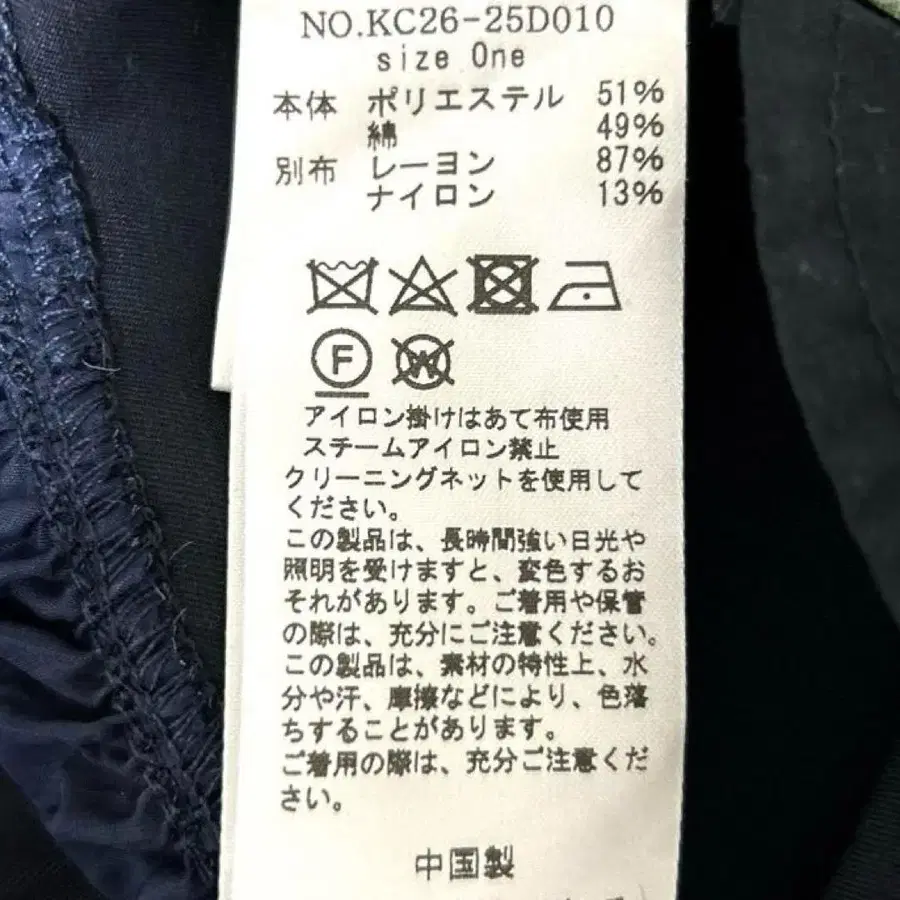 NO.KC26-25D010
size One
本体 ポリエステル 51%
綿 49%
別布 レーヨン 87%
ナイロン 13%
F W
アイロン掛けはあて布使用
スチームアイロン禁止
クリーニングネットを使用して
ください。
この製品は、長時間強い日光や
照明を受けますと、変色するお
それがあります。ご着用や保管
の際は、充分にご注意ください。
この製品は、素材の特性上、水
分や汗、摩擦などにより、色落
ちすることがあります。
ご着用の際は、充分ご注意くだ
さい。
中国製